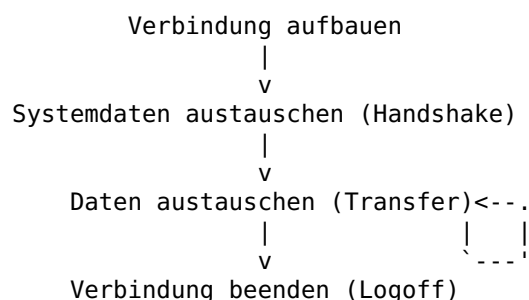 Verbindung aufbauen
|
v
Systemdaten austauschen (Handshake)
|
v
Daten austauschen (Transfer)<--.
| | |
v `---'
Verbindung beenden (Logoff)